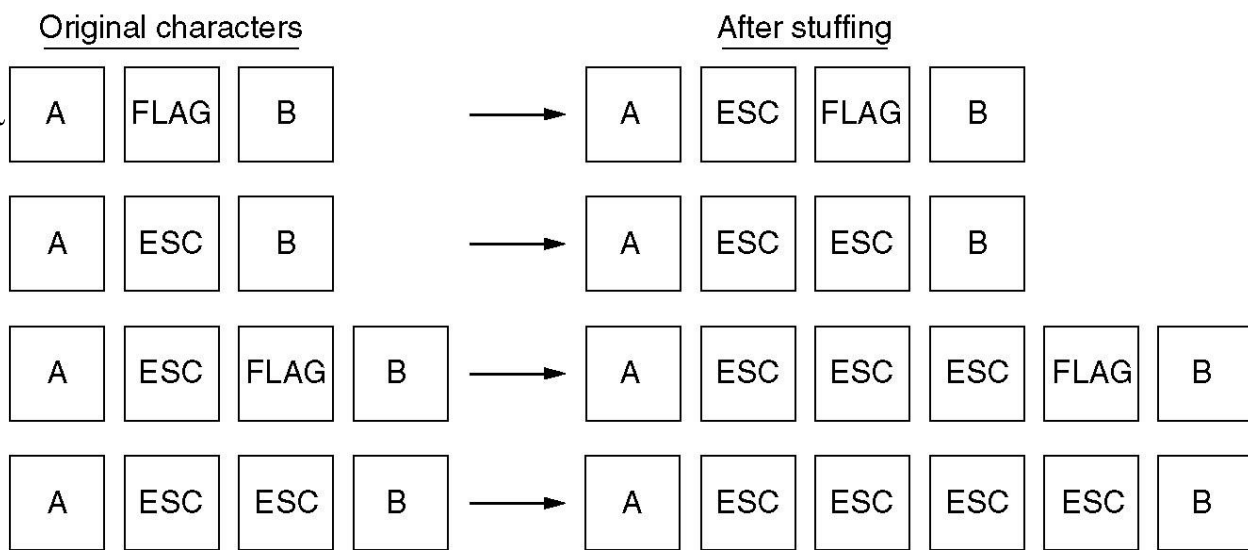 Original characters After stuffing
A FLAG B A ESC FLAG B
A ESC B A ESC ESC B
A ESC FLAG B A ESC ESC ESC FLAG B
A ESC ESC B A ESC ESC ESC ESC B